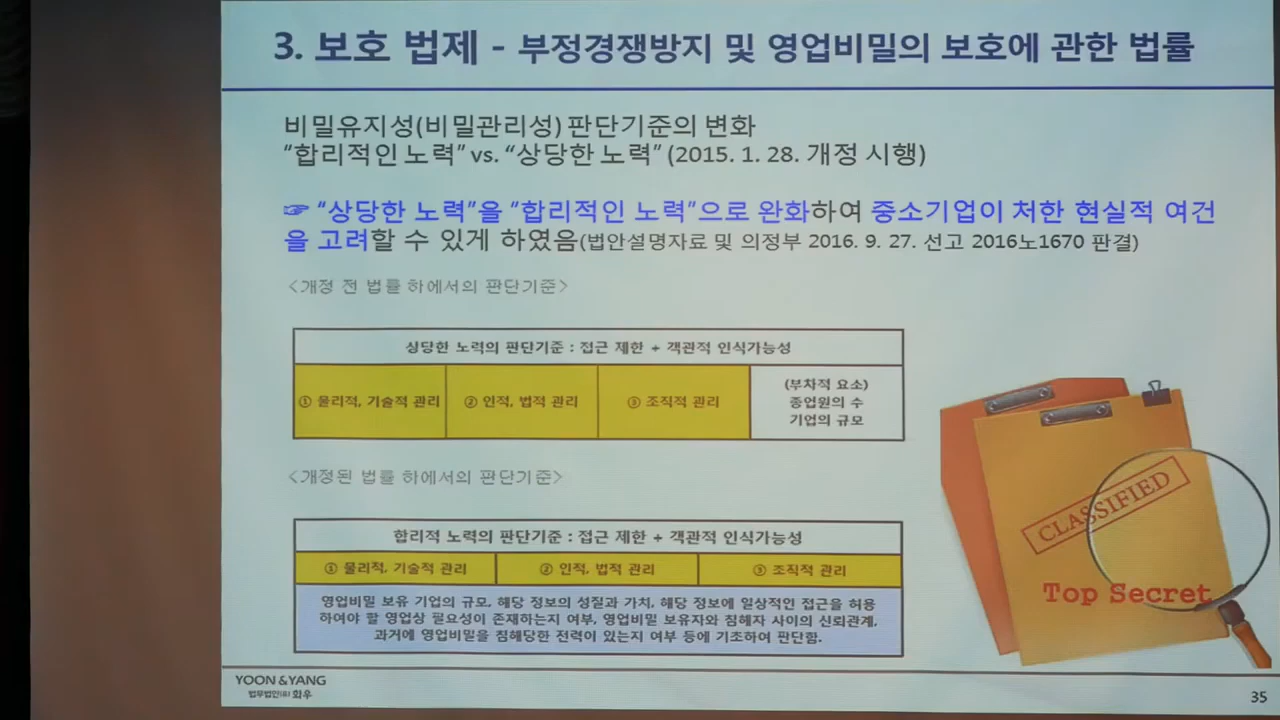 3. 보호 법제 - 부정경쟁방지 및 영업비밀의 보호에 관한 법률
비밀유지성(비밀관리성) 판단기준의 변화
“합리적인 노력” vs. “상당한 노력” (2015. 1. 28. 개정 시행)
☞ “상당한 노력”을 “합리적인 노력”으로 완화하여 중소기업이 처한 현실적 여건
을 고려할 수 있게 하였음(법안설명자료 및 의정부 2016. 9. 27. 선고 2016노1670 판결)
<개정 전 법률 하에서의 판단기준>
상당한 노력의 판단기준 : 접근 제한 + 객관적 인식가능성
① 물리적, 기술적 관리
② 인적, 법적 관리
③ 조직적 관리
(부차적 요소)
종업원의 수
기업의 규모
<개정된 법률 하에서의 판단기준>
합리적 노력의 판단기준 : 접근 제한 + 객관적 인식가능성
① 물리적, 기술적 관리
② 인적, 법적 관리
③ 조직적 관리
영업비밀 보유 기업의 규모, 해당 정보의 성질과 가치, 해당 정보에 일상적인 접근을 허용
하여야 할 영업상 필요성이 존재하는지 여부, 영업비밀 보유자와 침해자 사이의 신뢰관계,
과거에 영업비밀을 침해당한 전력이 있는지 여부 등에 기초하여 판단함.
CLASSIFIED
Top Secret
YOON & YANG
법무법인(유) 화우
35